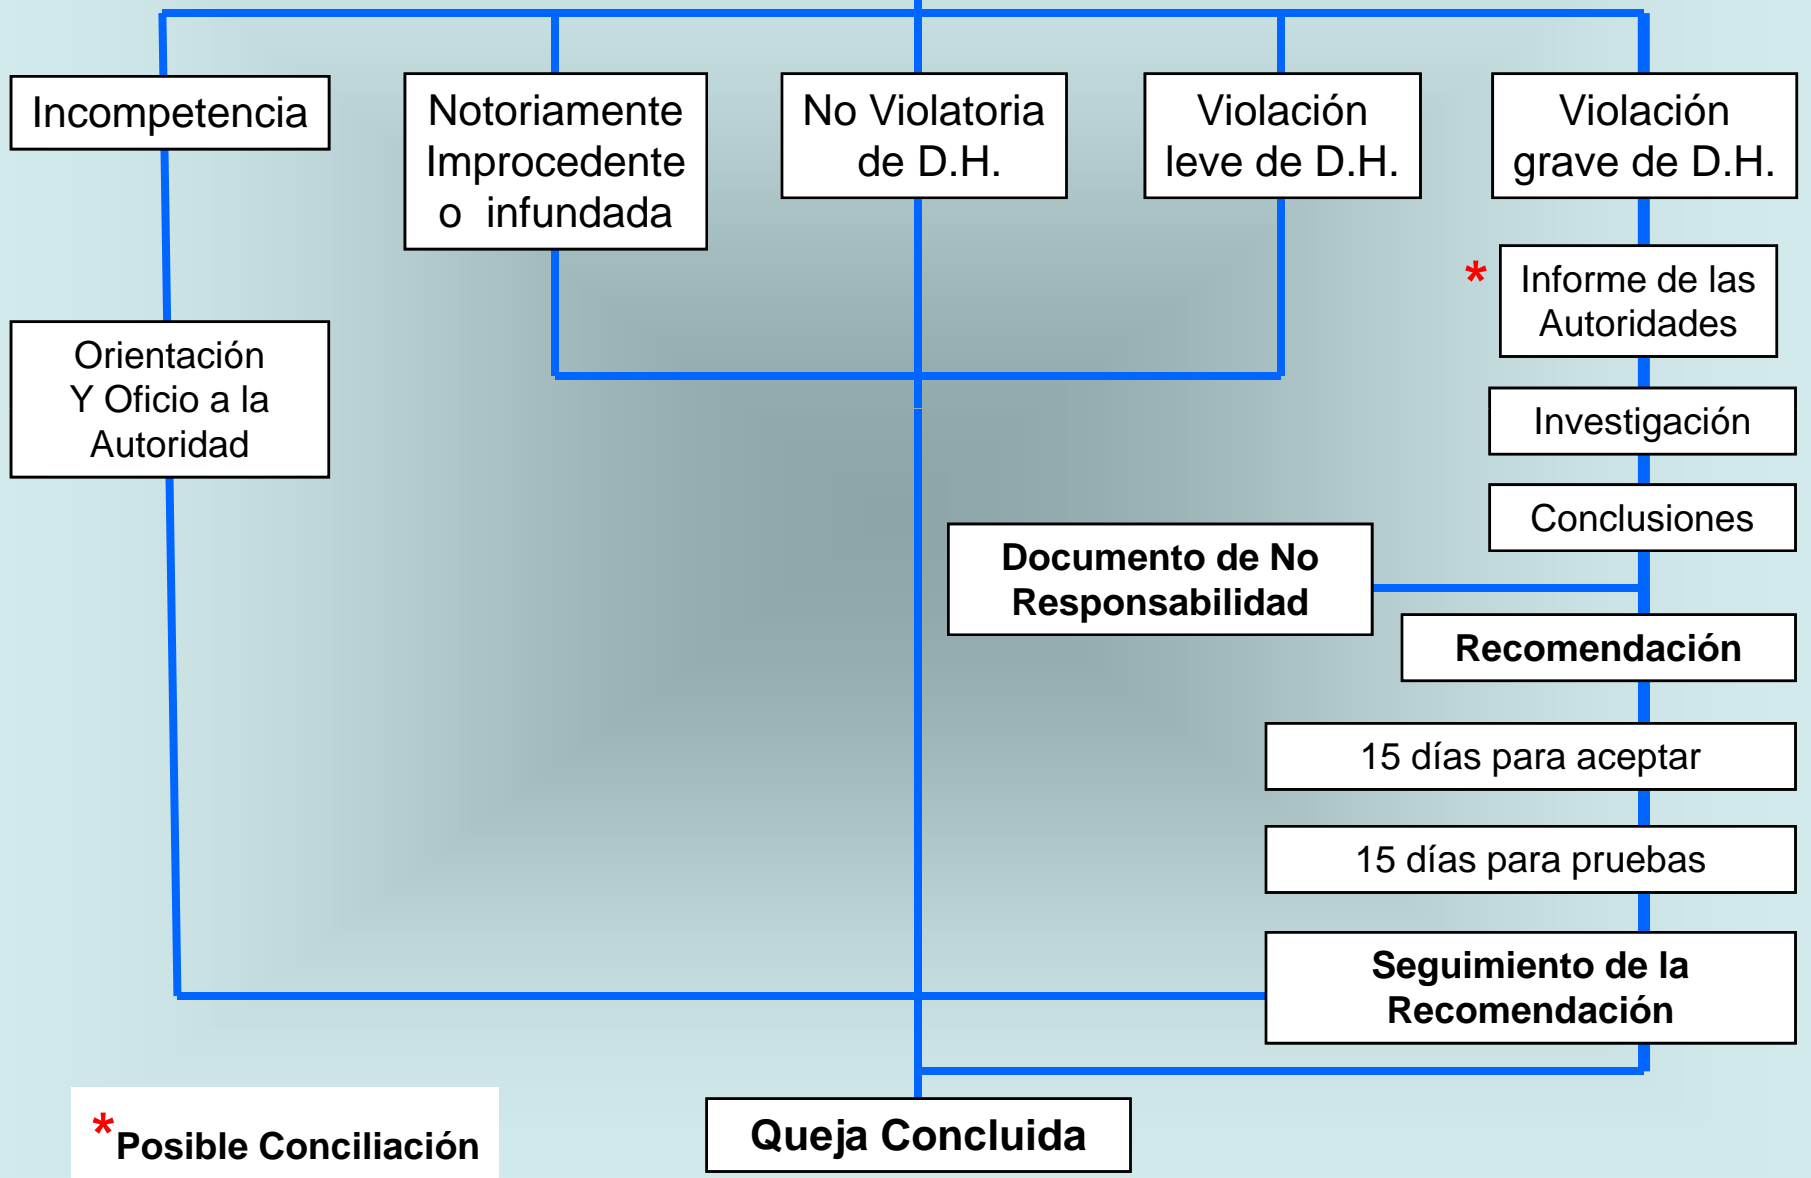 Incompetencia
Notoriamente
Improcedente
o infundada
No Violatoria
de D.H.
Violación
leve de D.H.
Violación
grave de D.H.
*
Informe de las
Autoridades
Orientación
Y Oficio a la
Autoridad
Investigación
Conclusiones
Documento de No
Responsabilidad
Recomendación
15 días para aceptar
15 días para pruebas
Seguimiento de la
Recomendación
Queja Concluida
*Posible Conciliación